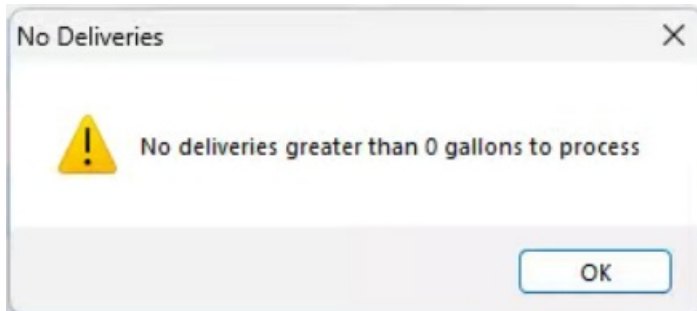 No Deliveries
No deliveries greater than 0 gallons to process
OK